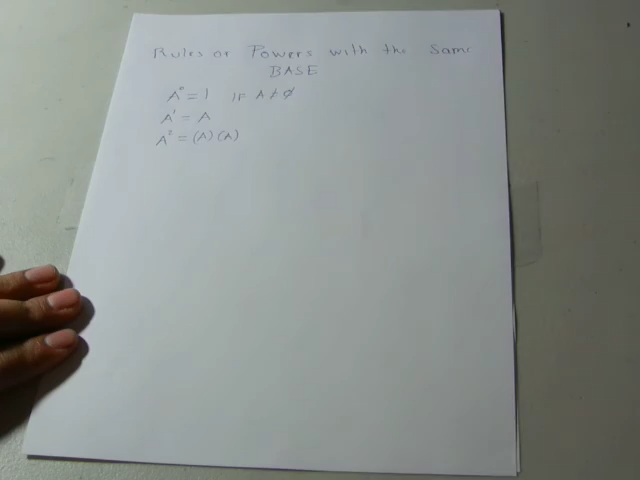 Rules of Powers with the Same
BASE
A⁰ = 1 IF A ≠ 0
A¹ = A
A² = (A) (A)